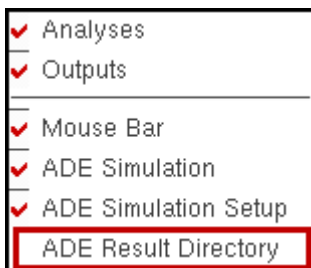 Analyses
Outputs
Mouse Bar
ADE Simulation
ADE Simulation Setup
ADE Result Directory